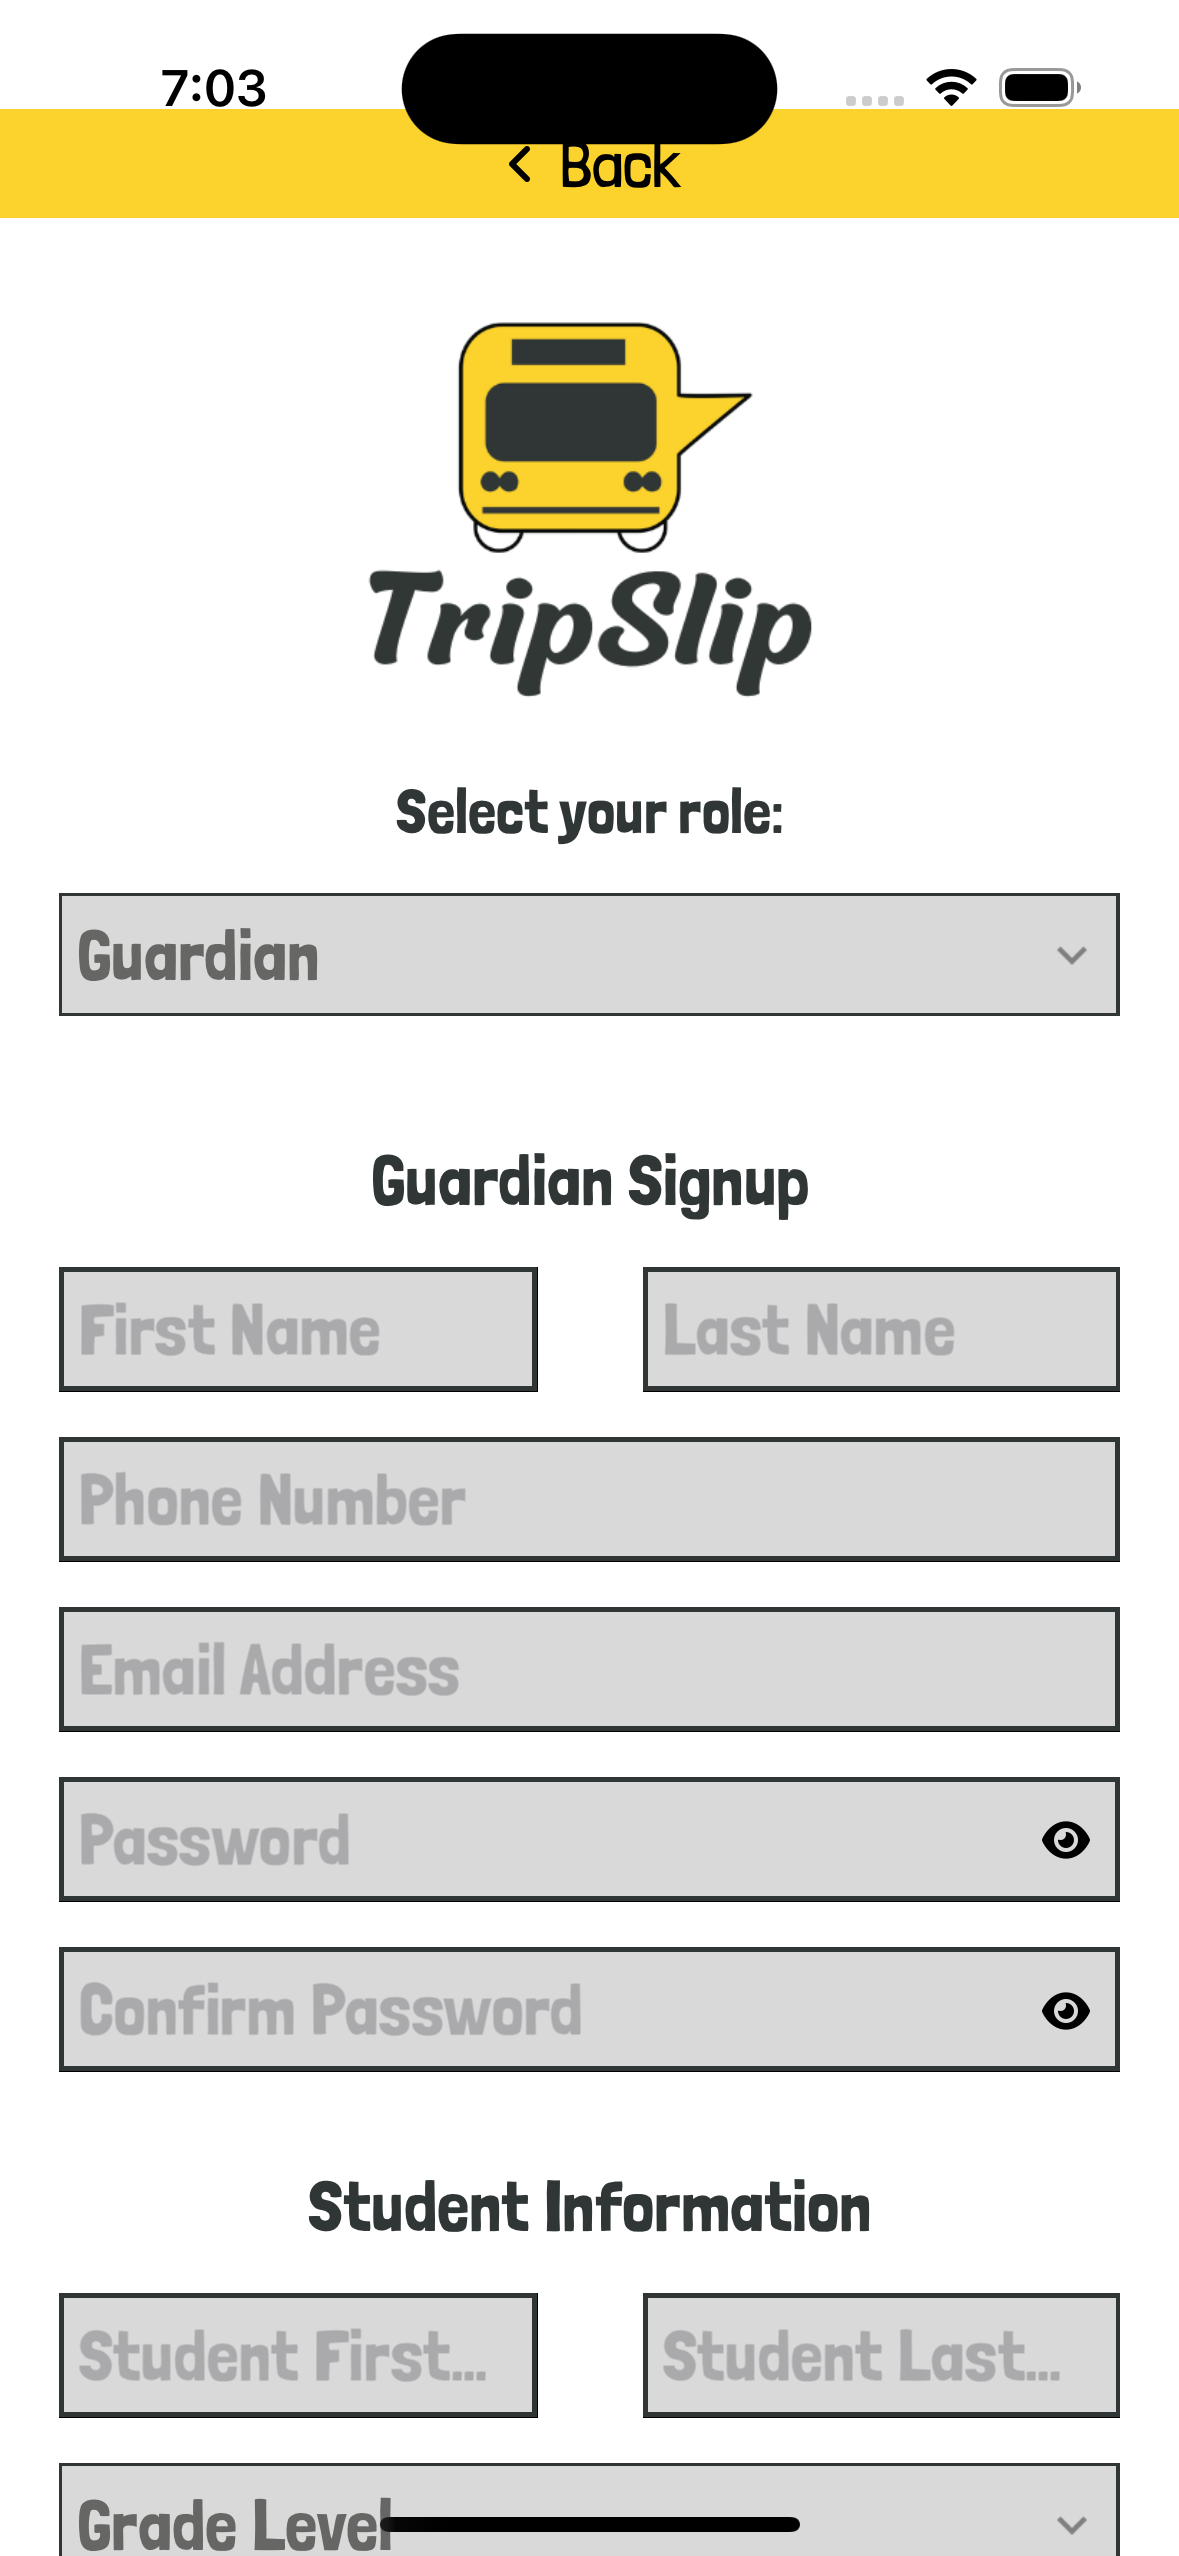 7:03
Back
TripSlip
Select your role:
Guardian
Guardian Signup
First Name Last Name
Phone Number
Email Address
Password
Confirm Password
Student Information
Student First... Student Last...
Grade Level